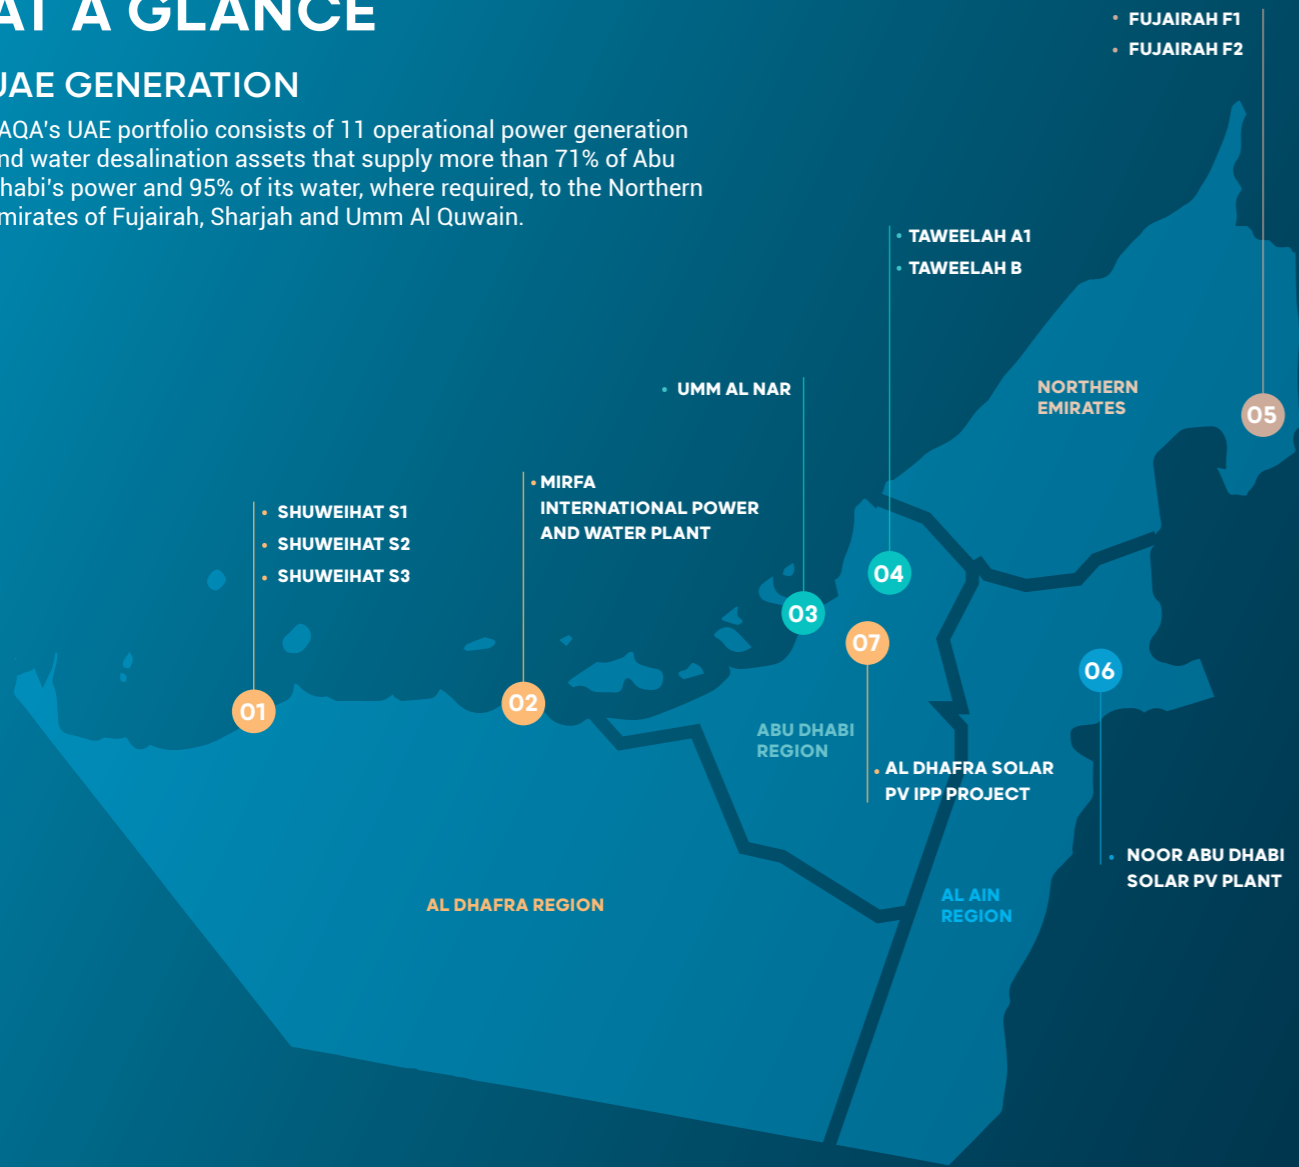 AT A GLANCE
UAE GENERATION
AQA's UAE portfolio consists of 11 operational power generation
nd water desalination assets that supply more than 71% of Abu
habi's power and 95% of its water, where required, to the Northern
mirates of Fujairah, Sharjah and Umm Al Quwain.
• FUJAIRAH F1
• FUJAIRAH F2
• TAWEELAH A1
• TAWEELAH B
• UMM AL NAR
NORTHERN
EMIRATES
05
• MIRFA
INTERNATIONAL POWER
AND WATER PLANT
• SHUWEIHAT S1
• SHUWEIHAT S2
• SHUWEIHAT S3
04
03
07
06
02
01
ABU DHABI
REGION
• AL DHAFRA SOLAR
PV IPP PROJECT
• NOOR ABU DHABI
SOLAR PV PLANT
AL DHAFRA REGION
AL AIN
REGION